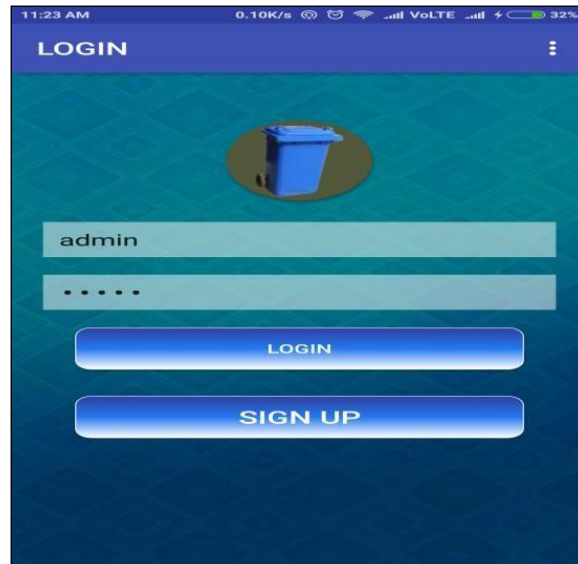 11:23 AM 0.10K/s VoLTE 32%
LOGIN
admin
•••••
LOGIN
SIGN UP